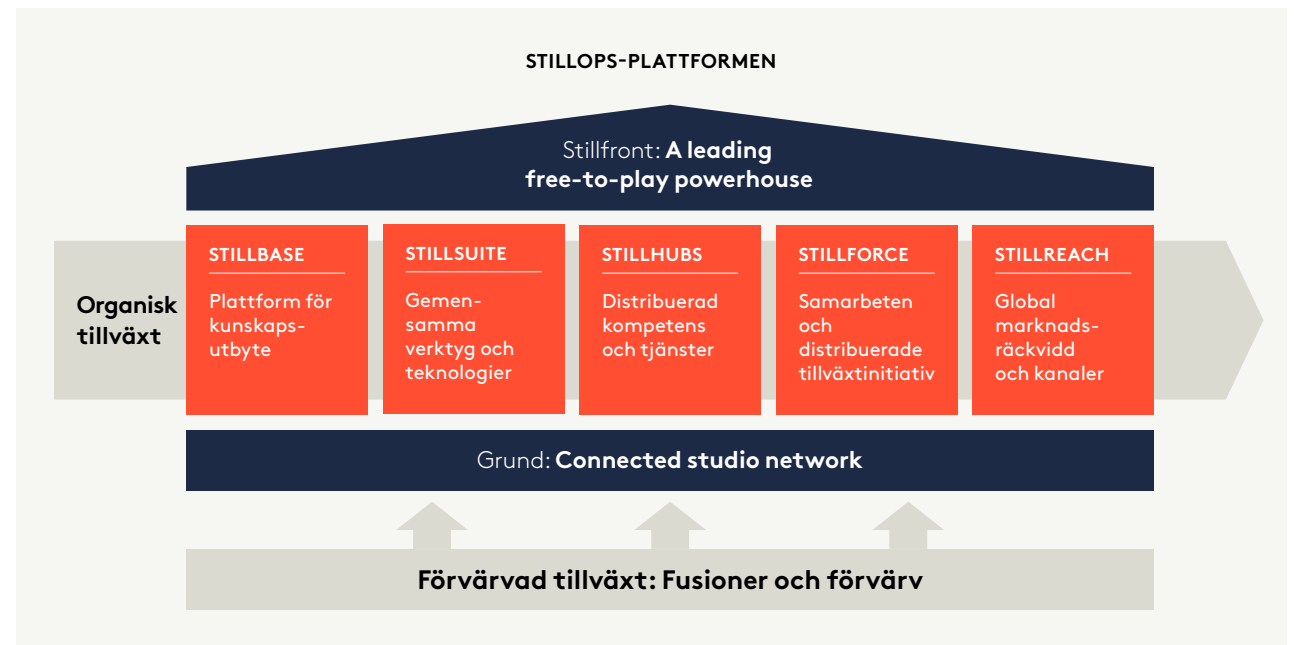 STILLOPS-PLATTFORMEN
Stillfront: A leading
free-to-play powerhouse
Organisk
tillväxt
STILLBASE
Plattform för
kunskaps-
utbyte
STILLSUITE
Gemen-
samma
verktyg och
teknologier
STILLHUBS
Distribuerad
kompetens
och tjänster
STILLFORCE
Samarbeten
och
distribuerade
tillväxtinitiativ
STILLREACH
Global
marknads-
räckvidd
och kanaler
Grund: Connected studio network
Förvärvad tillväxt: Fusioner och förvärv